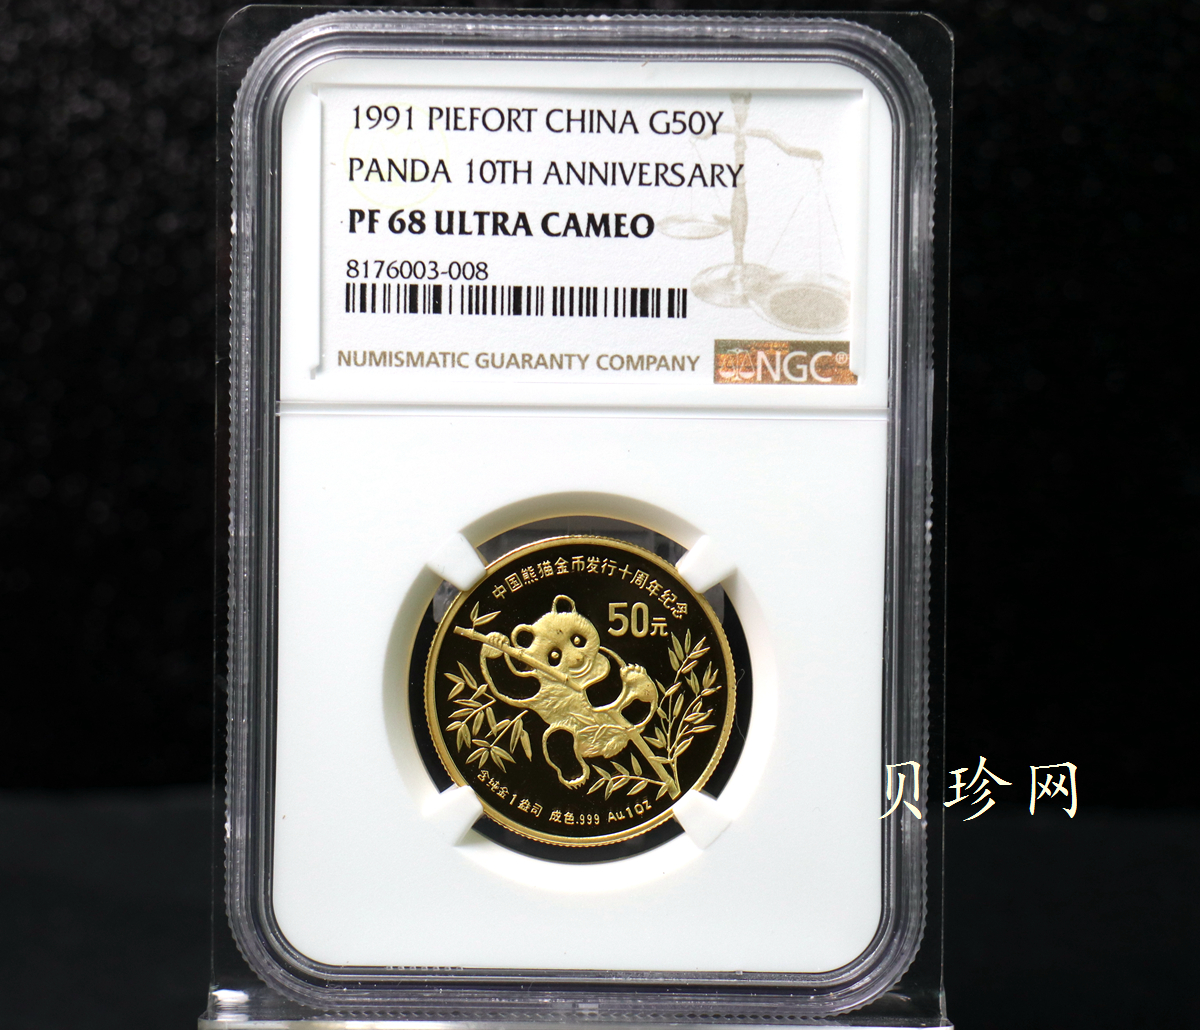 1991 PIEFORT CHINA G50Y
PANDA 10TH ANNIVERSARY
PF 68 ULTRA CAMEO
8176003-008
NUMISMATIC GUARANTY COMPANY
NGC®
中国熊猫金币发行十周年纪念
50元
含纯金1盎司 成色.999 Au1oz
贝珍网